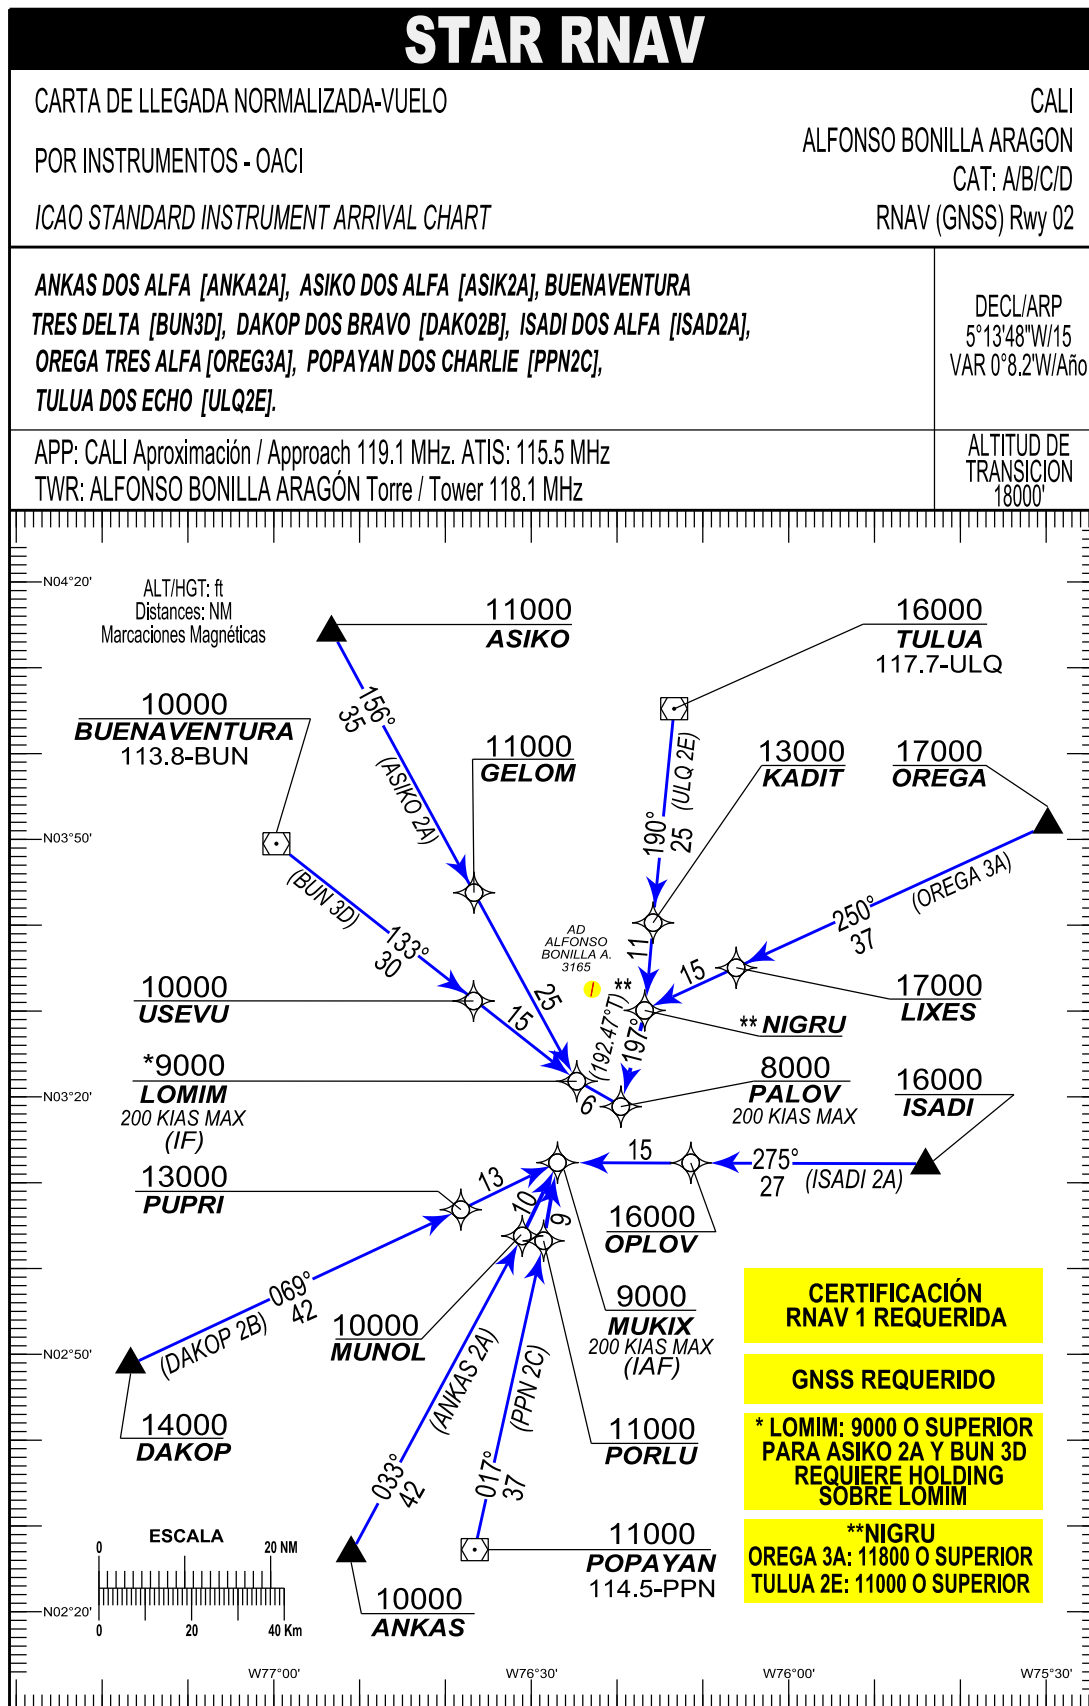 STAR RNAV
CARTA DE LLEGADA NORMALIZADA-VUELO
POR INSTRUMENTOS - OACI
ICAO STANDARD INSTRUMENT ARRIVAL CHART
CALI
ALFONSO BONILLA ARAGON
CAT: A/B/C/D
RNAV (GNSS) Rwy 02
ANKAS DOS ALFA [ANKA2A], ASIKO DOS ALFA [ASIK2A], BUENAVENTURA
TRES DELTA [BUN3D], DAKOP DOS BRAVO [DAKO2B], ISADI DOS ALFA [ISAD2A],
OREGA TRES ALFA [OREG3A], POPAYAN DOS CHARLIE [PPN2C],
TULUA DOS ECHO [ULQ2E].
DECL/ARP
5°13'48"W/15
VAR 0°8.2'W/Año
APP: CALI Aproximación / Approach 119.1 MHz. ATIS: 115.5 MHz
TWR: ALFONSO BONILLA ARAGÓN Torre / Tower 118.1 MHz
ALTITUD DE
TRANSICION
18000'
N04°20'
ALT/HGT: ft
Distances: NM
Marcaciones Magnéticas
11000
ASIKO
16000
TULUA
117.7-ULQ
10000
BUENAVENTURA
113.8-BUN
156°
35
(ASIKO 2A)
11000
GELOM
(ULQ 2E)
190°
25
13000
KADIT
17000
OREGA
N03°50'
(BUN 3D)
133°
30
(OREGA 3A)
250°
37
AD
ALFONSO
BONILLA A.
3165
11
15
10000
USEVU
15
25
**
(192.47°T)
197°
** NIGRU
17000
LIXES
*9000
LOMIM
200 KIAS MAX
(IF)
6
8000
PALOV
200 KIAS MAX
16000
ISADI
N03°20'
13000
PUPRI
13
15
275°
27
(ISADI 2A)
10
9
16000
OPLOV
069°
42
(DAKOP 2B)
10000
MUNOL
9000
MUKIX
200 KIAS MAX
(IAF)
N02°50'
14000
DAKOP
(ANKAS 2A)
033°
42
(PPN 2C)
017°
37
11000
PORLU
CERTIFICACIÓN
RNAV 1 REQUERIDA
GNSS REQUERIDO
* LOMIM: 9000 O SUPERIOR
PARA ASIKO 2A Y BUN 3D
REQUIERE HOLDING
SOBRE LOMIM
**NIGRU
OREGA 3A: 11800 O SUPERIOR
TULUA 2E: 11000 O SUPERIOR
ESCALA
0 20 NM
0 20 40 Km
11000
POPAYAN
114.5-PPN
10000
ANKAS
N02°20'
W77°00' W76°30' W76°00' W75°30'